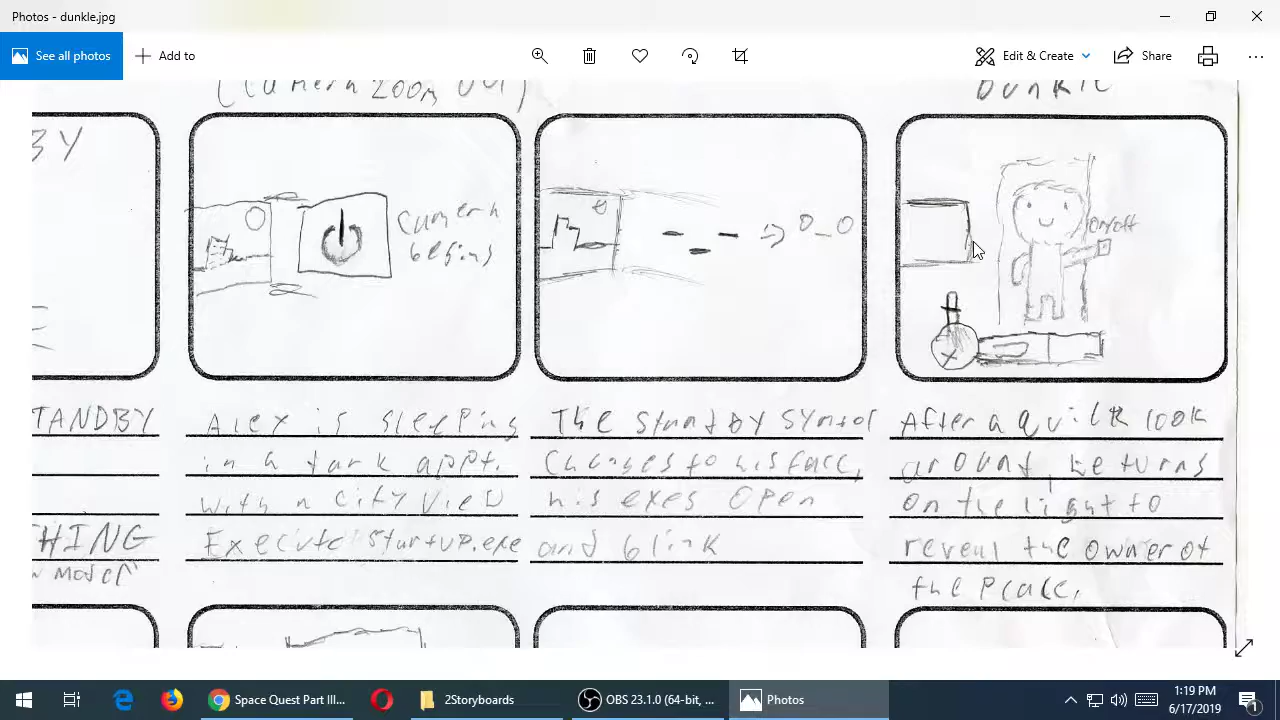 Photos - dunkle.jpg
See all photos
Add to
Edit & Create
Share
(Camera zoom out)
BY
Camera
begins
O_O
On/Off
TANDBY
HING
Alex is sleeping
in a dark appt.
with a city view
Execute Startup.exe
The standby symbol
changes to his face,
his eyes open
and blink
After a quick look
around, he turns
on the light to
reveal the owner of
the place.
Space Quest Part III...
2Storyboards
OBS 23.1.0 (64-bit, ...
Photos
1:19 PM
6/17/2019
1